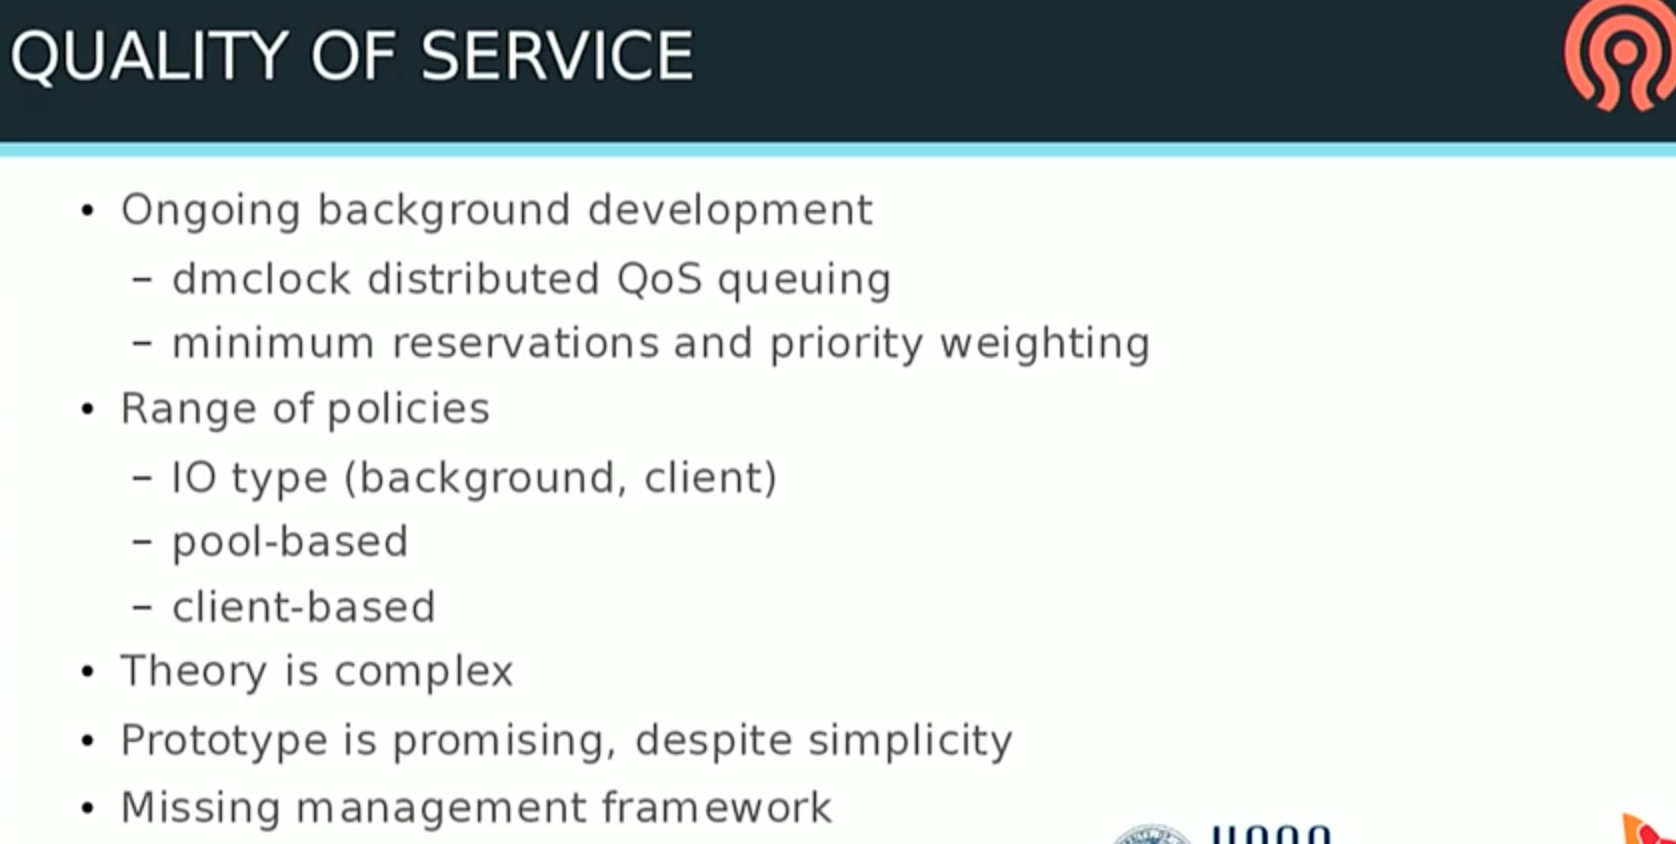 QUALITY OF SERVICE
• Ongoing background development
– dmclock distributed QoS queuing
– minimum reservations and priority weighting
• Range of policies
– IO type (background, client)
– pool-based
– client-based
• Theory is complex
• Prototype is promising, despite simplicity
• Missing management framework